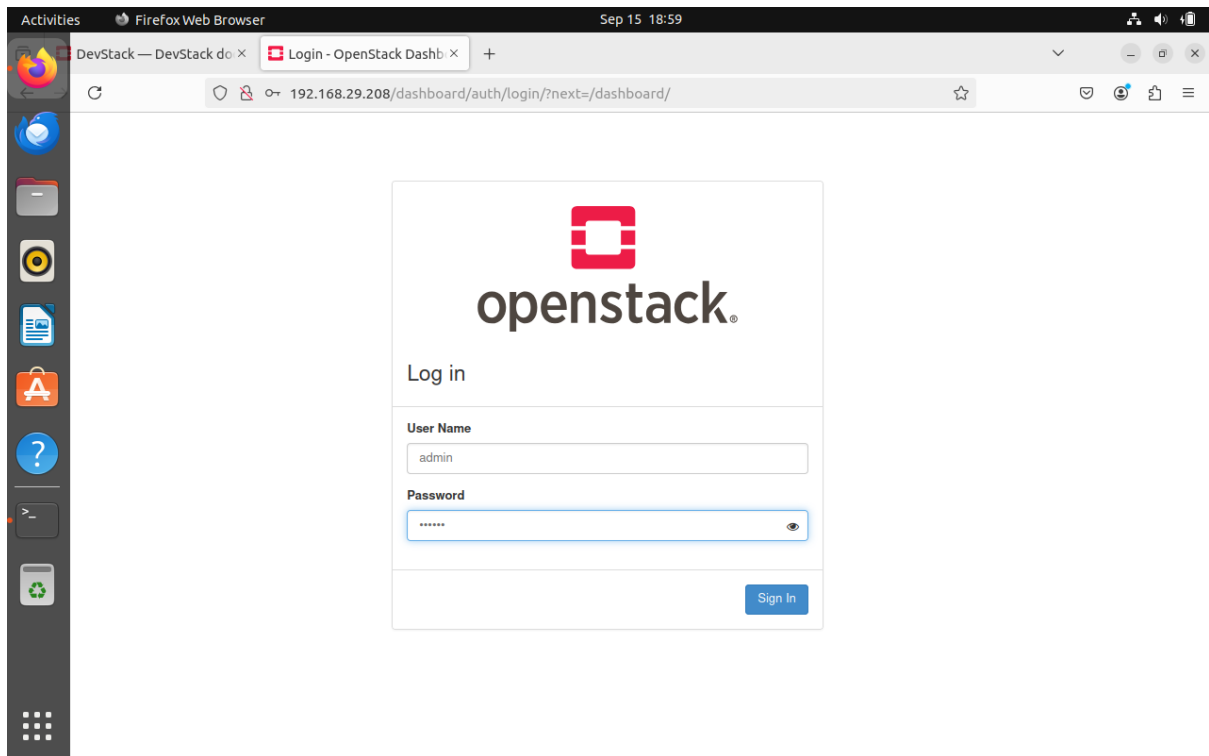 Activities Firefox Web Browser Sep 15 18:59
DevStack — DevStack do Login - OpenStack Dashb
192.168.29.208/dashboard/auth/login/?next=/dashboard/
openstack.
Log in
User Name
admin
Password
••••••
Sign In